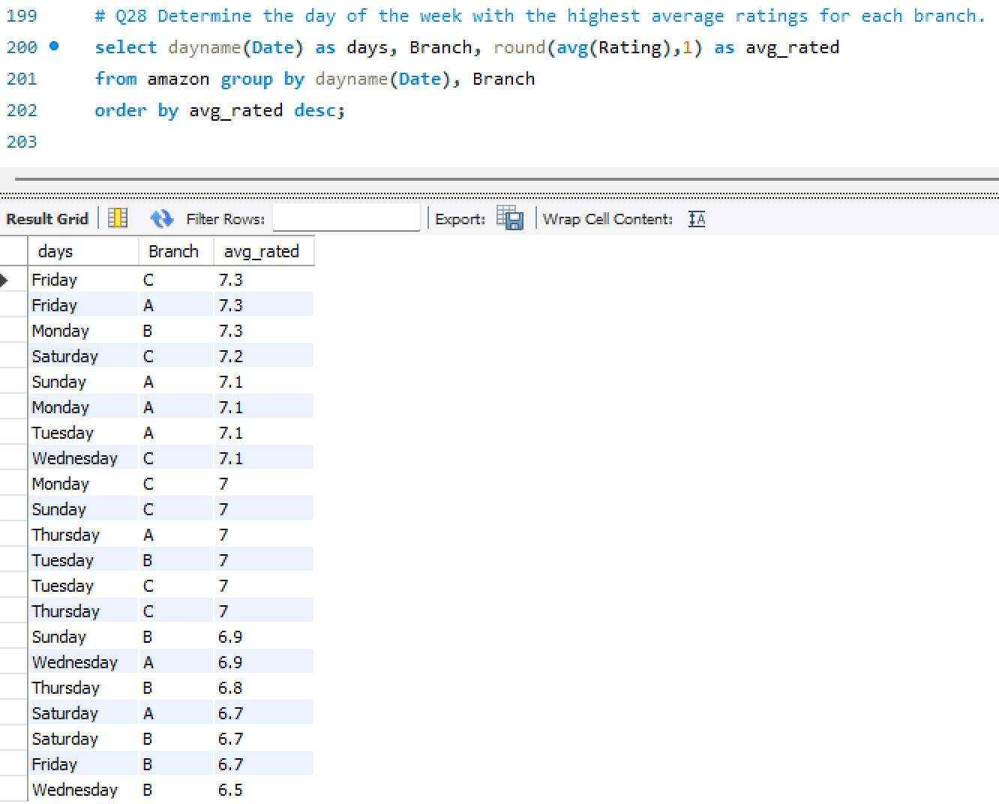 199 # Q28 Determine the day of the week with the highest average ratings for each branch.
200 select dayname(Date) as days, Branch, round(avg(Rating),1) as avg_rated
201 from amazon group by dayname(Date), Branch
202 order by avg_rated desc;
203
Result Grid Filter Rows: Export: Wrap Cell Content: IA
days Branch avg_rated
Friday C 7.3
Friday A 7.3
Monday B 7.3
Saturday C 7.2
Sunday A 7.1
Monday A 7.1
Tuesday A 7.1
Wednesday C 7.1
Monday C 7
Sunday C 7
Thursday A 7
Tuesday B 7
Tuesday C 7
Thursday C 7
Sunday B 6.9
Wednesday A 6.9
Thursday B 6.8
Saturday A 6.7
Saturday B 6.7
Friday B 6.7
Wednesday B 6.5